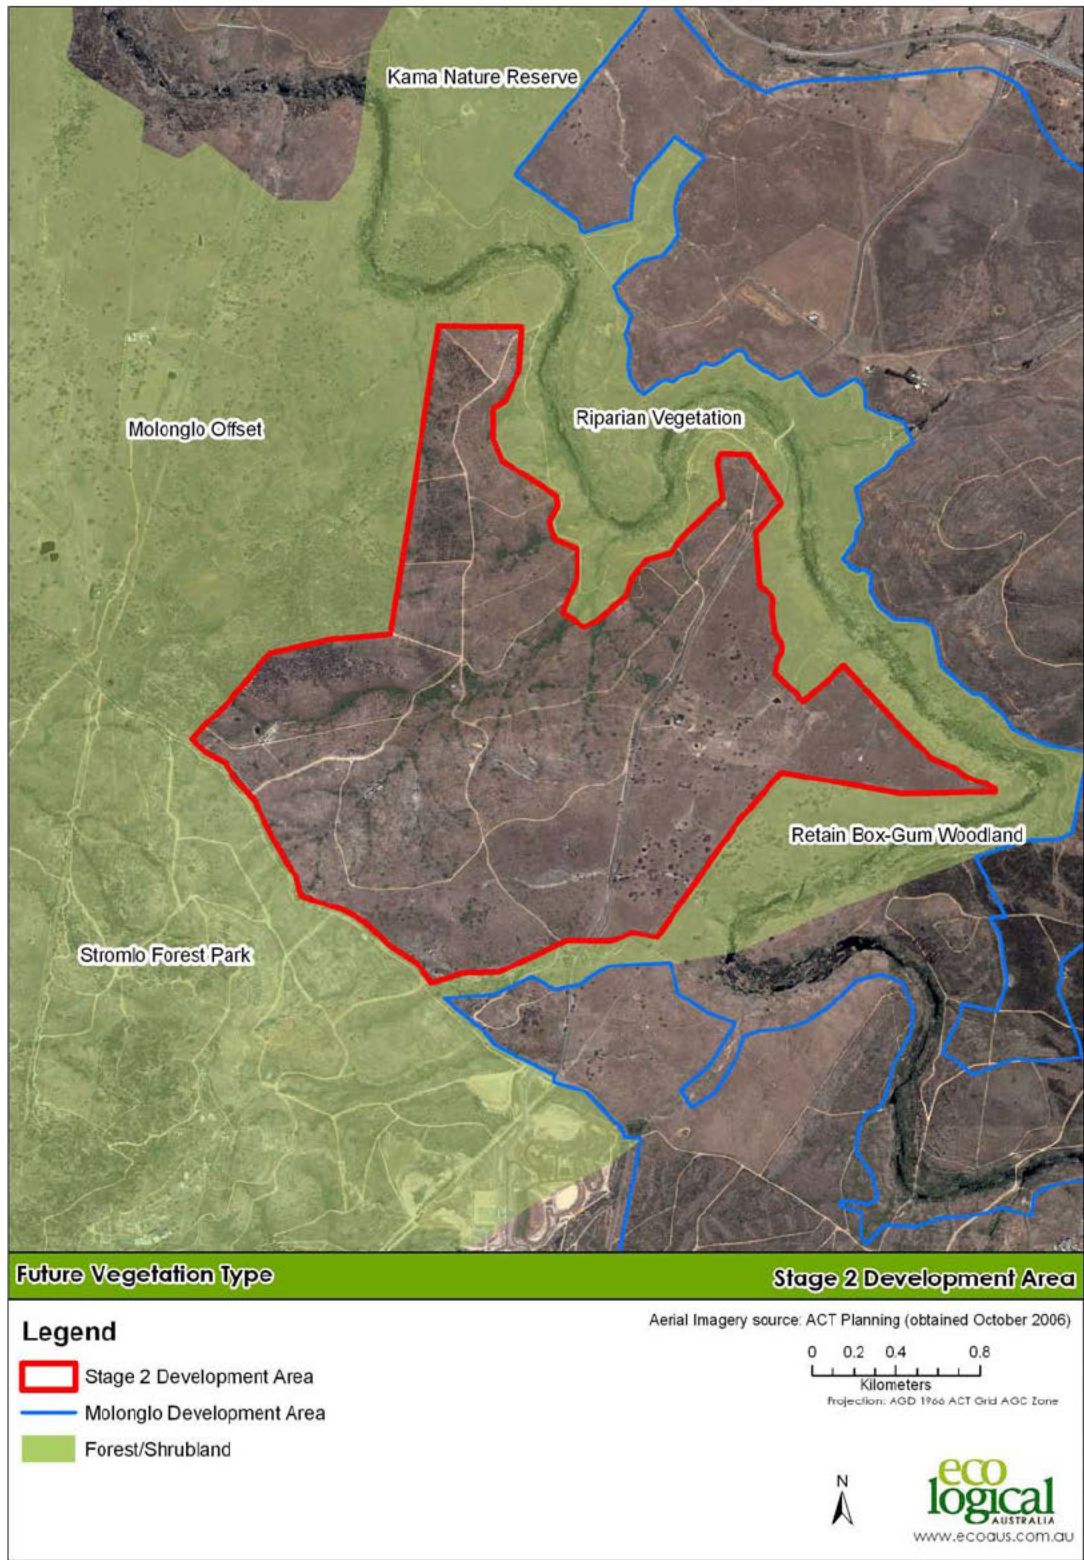 Kama Nature Reserve
Riparian Vegetation
Molonglo Offset
Retain Box-Gum Woodland
Stromlo Forest Park
Future Vegetation Type
Stage 2 Development Area
Legend
Stage 2 Development Area
Molonglo Development Area
Forest/Shrubland
Aerial Imagery source: ACT Planning (obtained October 2006)
0 0.2 0.4 0.8
Kilometers
Projection: AGD 1966 ACT Grid AGC Zone
N
eco
logical
AUSTRALIA
www.ecoaus.com.au